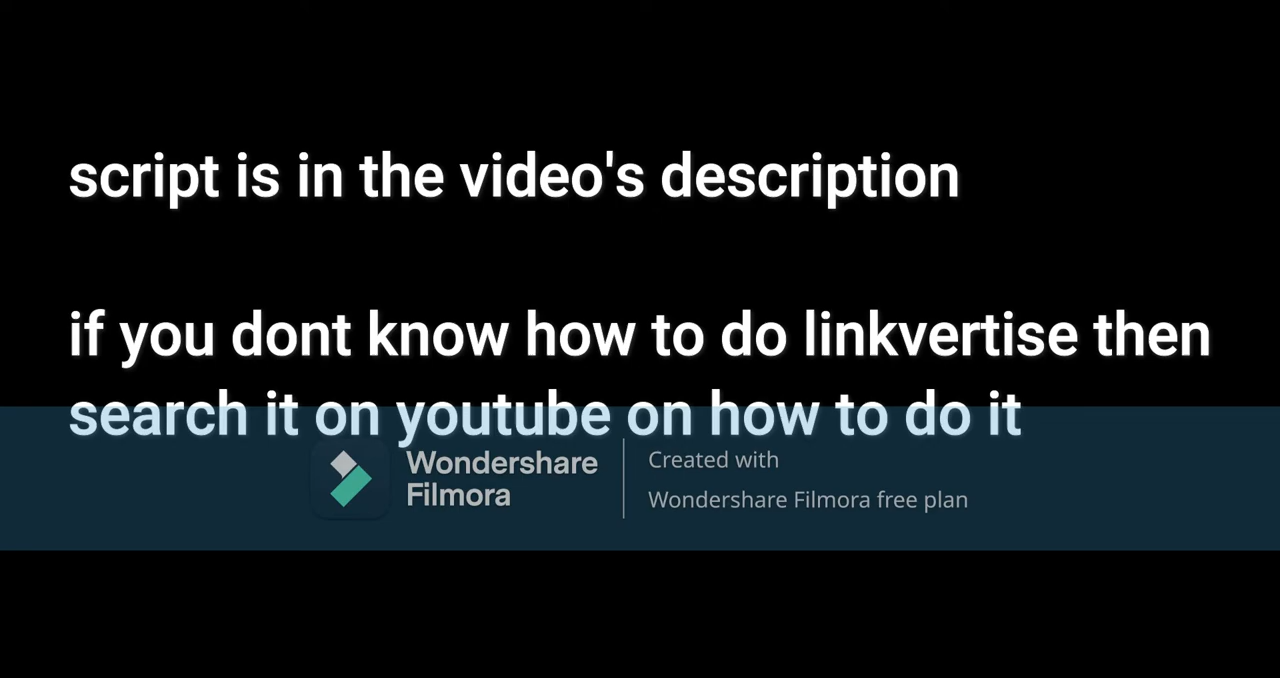 script is in the video's description
if you dont know how to do linkvertise then
search it on youtube on how to do it
Wondershare
Filmora
Created with
Wondershare Filmora free plan